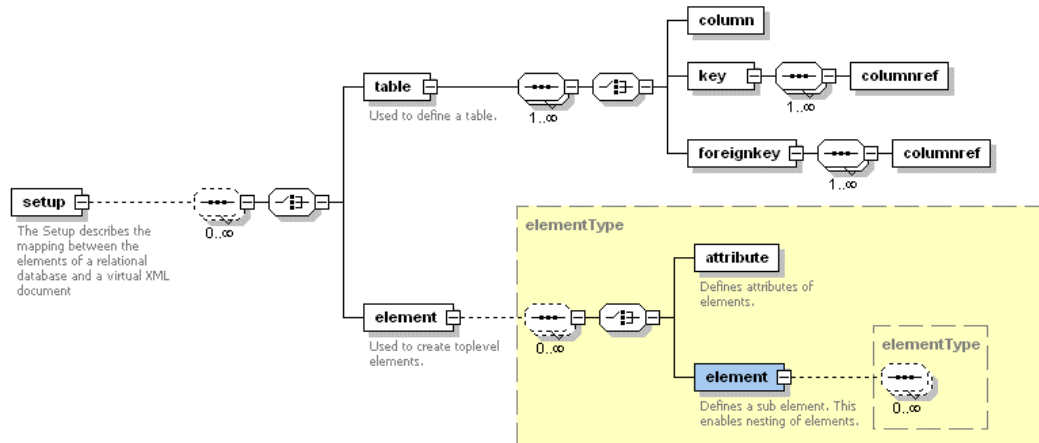 column
table
key
columnref
Used to define a table.
1..∞
1..∞
foreignkey
columnref
1..∞
setup
0..∞
The Setup describes the
mapping between the
elements of a relational
database and a virtual XML
document
elementType
attribute
Defines attributes of
elements.
element
0..∞
Used to create toplevel
elements.
elementType
element
0..∞
Defines a sub element. This
enables nesting of elements.